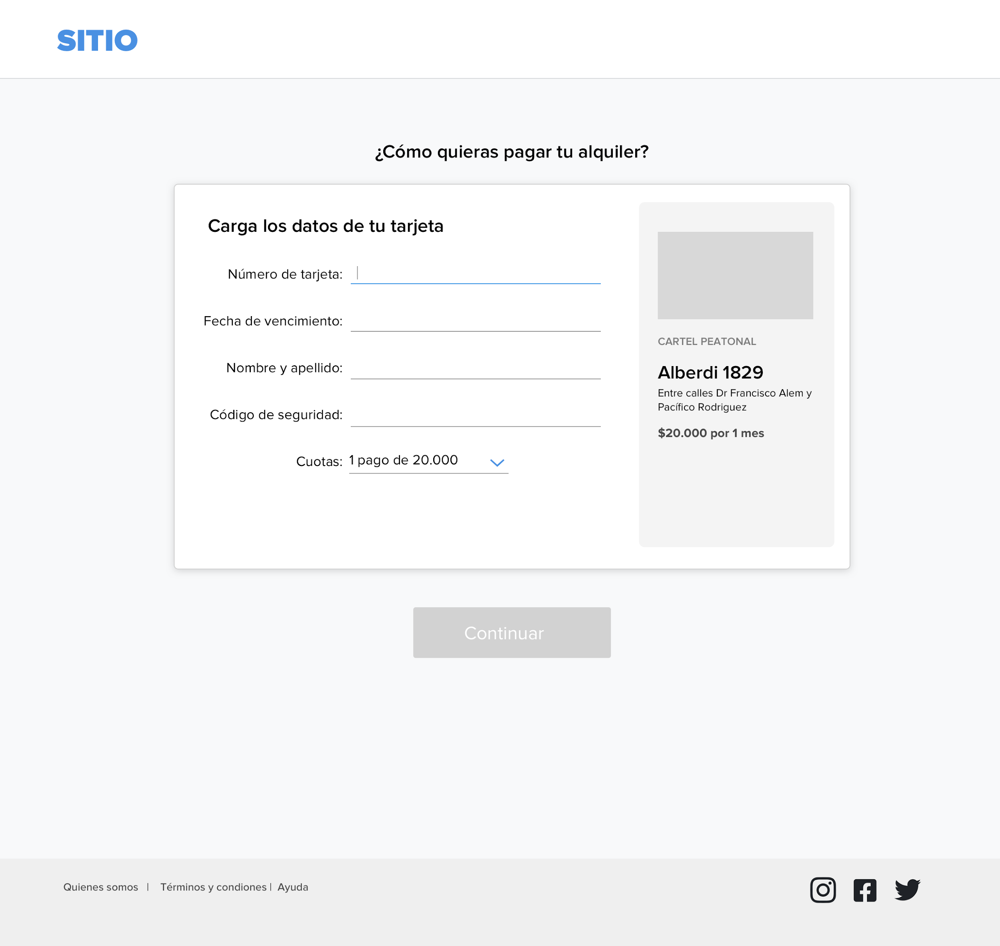 SITIO
¿Cómo quieras pagar tu alquiler?
Carga los datos de tu tarjeta
Número de tarjeta:
Fecha de vencimiento:
Nombre y apellido:
Código de seguridad:
Cuotas: 1 pago de 20.000
CARTEL PEATONAL
Alberdi 1829
Entre calles Dr Francisco Alem y
Pacífico Rodriguez
$20.000 por 1 mes
Continuar
Quienes somos | Términos y condiones | Ayuda